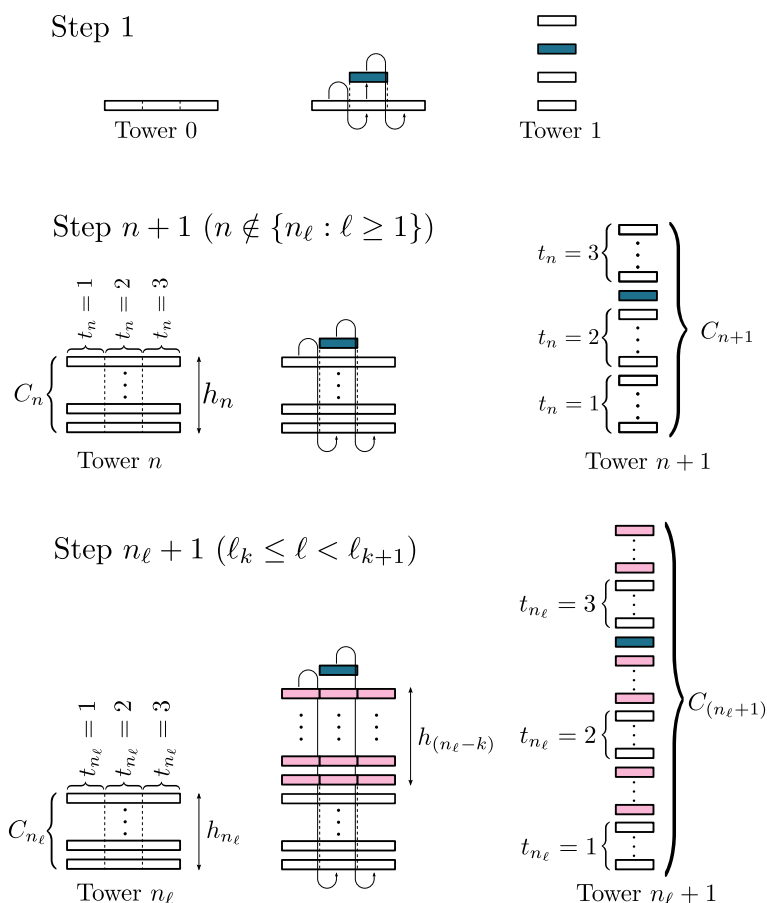 Step 1
Tower 0
Tower 1
Step n + 1 (n ∉ {n_ℓ : ℓ ≥ 1})
t_n = 1
t_n = 2
t_n = 3
C_n
h_n
Tower n
t_n = 3
t_n = 2
t_n = 1
C_{n+1}
Tower n + 1
Step n_ℓ + 1 (ℓ_k ≤ ℓ < ℓ_{k+1})
t_{n_ℓ} = 1
t_{n_ℓ} = 2
t_{n_ℓ} = 3
C_{n_ℓ}
h_{n_ℓ}
Tower n_ℓ
h_{(n_ℓ−k)}
t_{n_ℓ} = 3
t_{n_ℓ} = 2
t_{n_ℓ} = 1
C_{(n_ℓ+1)}
Tower n_ℓ + 1